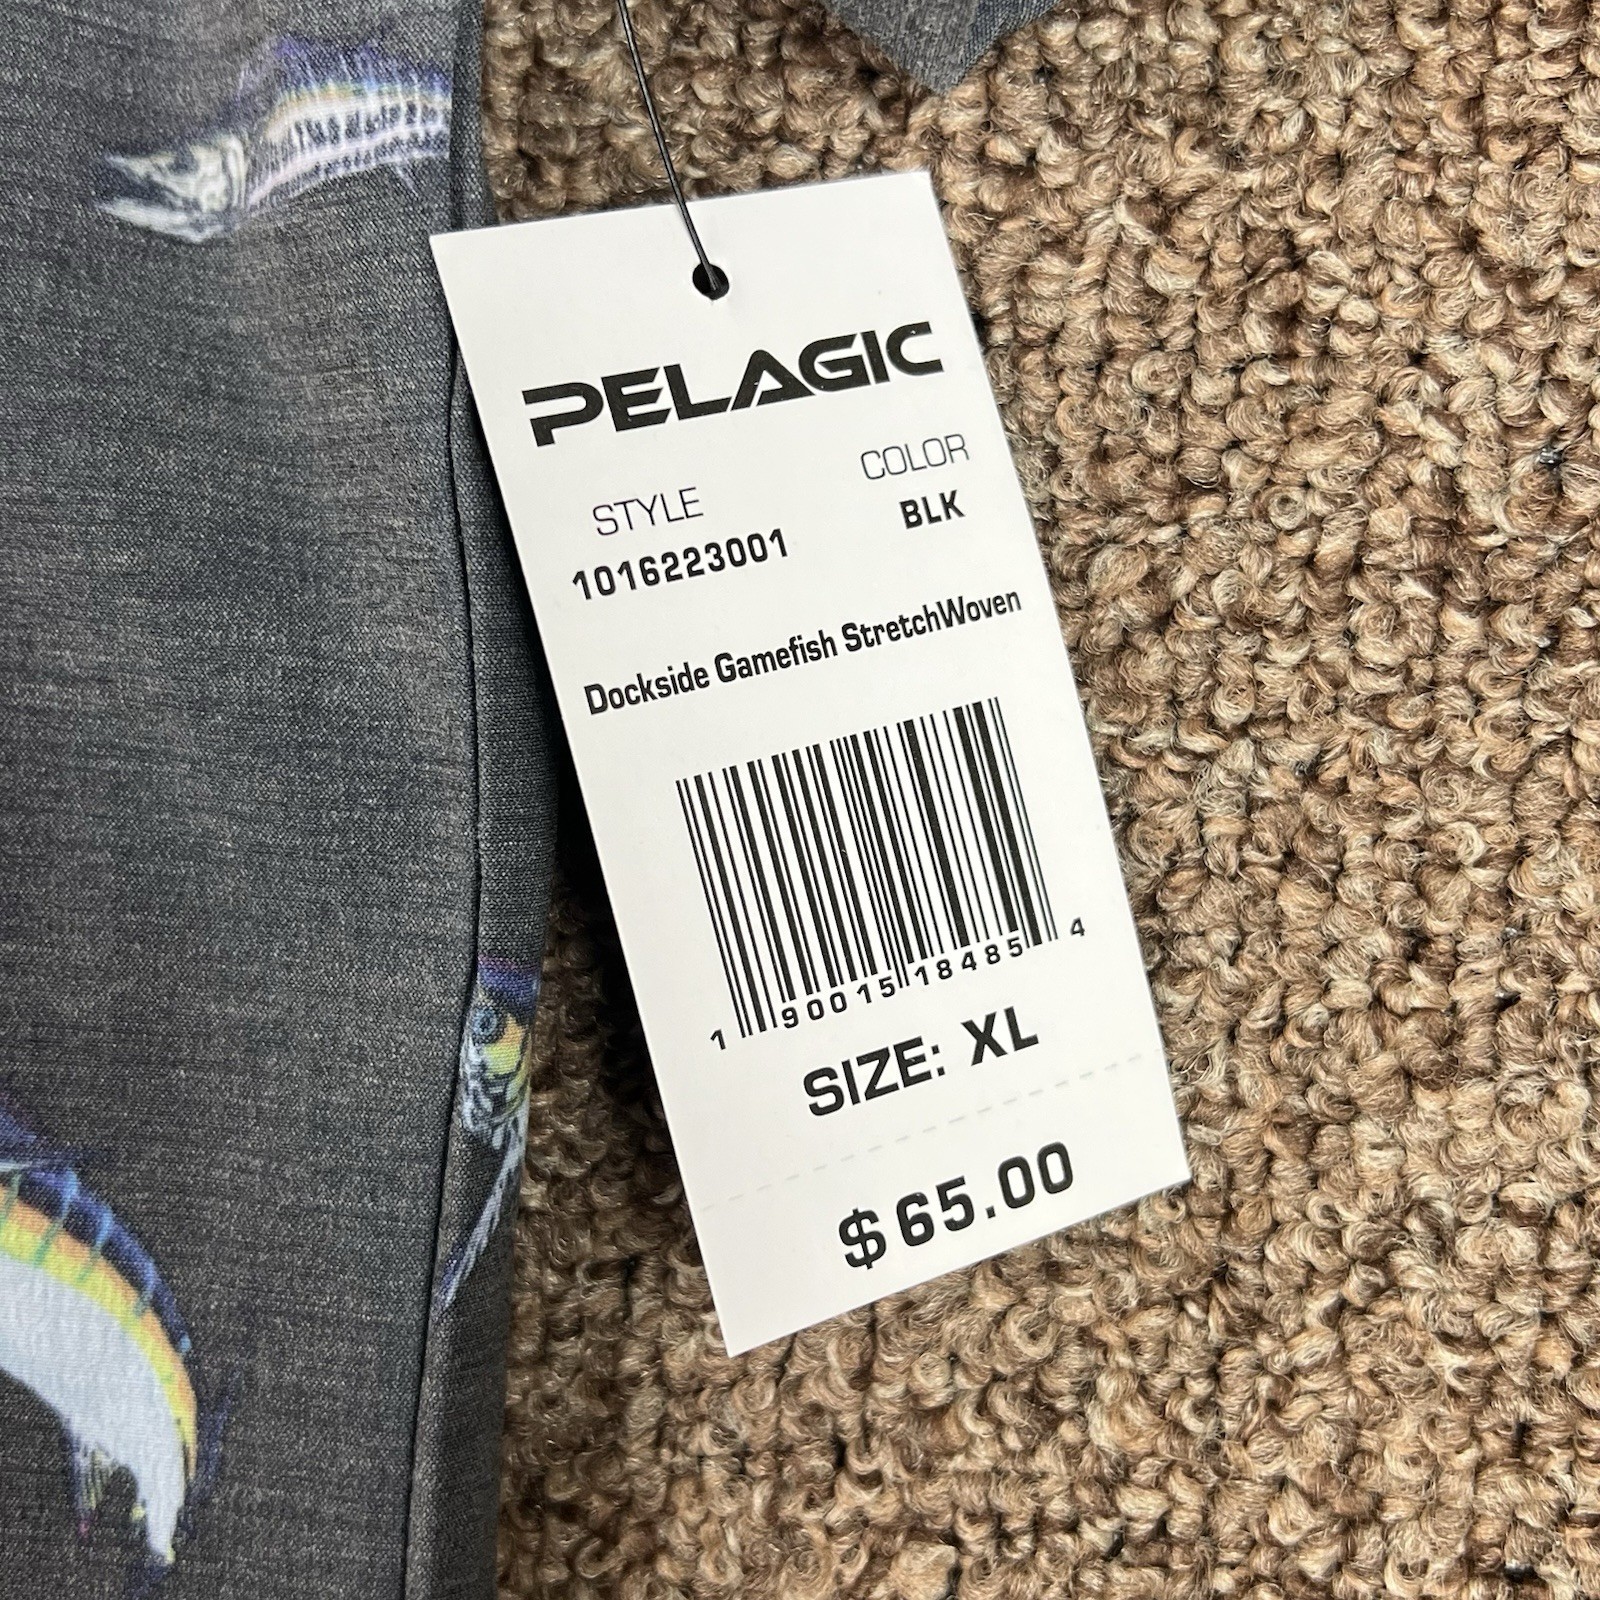 PELAGIC
STYLE COLOR
1016223001 BLK
Dockside Gamefish StretchWoven
1 90015 18485 4
SIZE: XL
$65.00